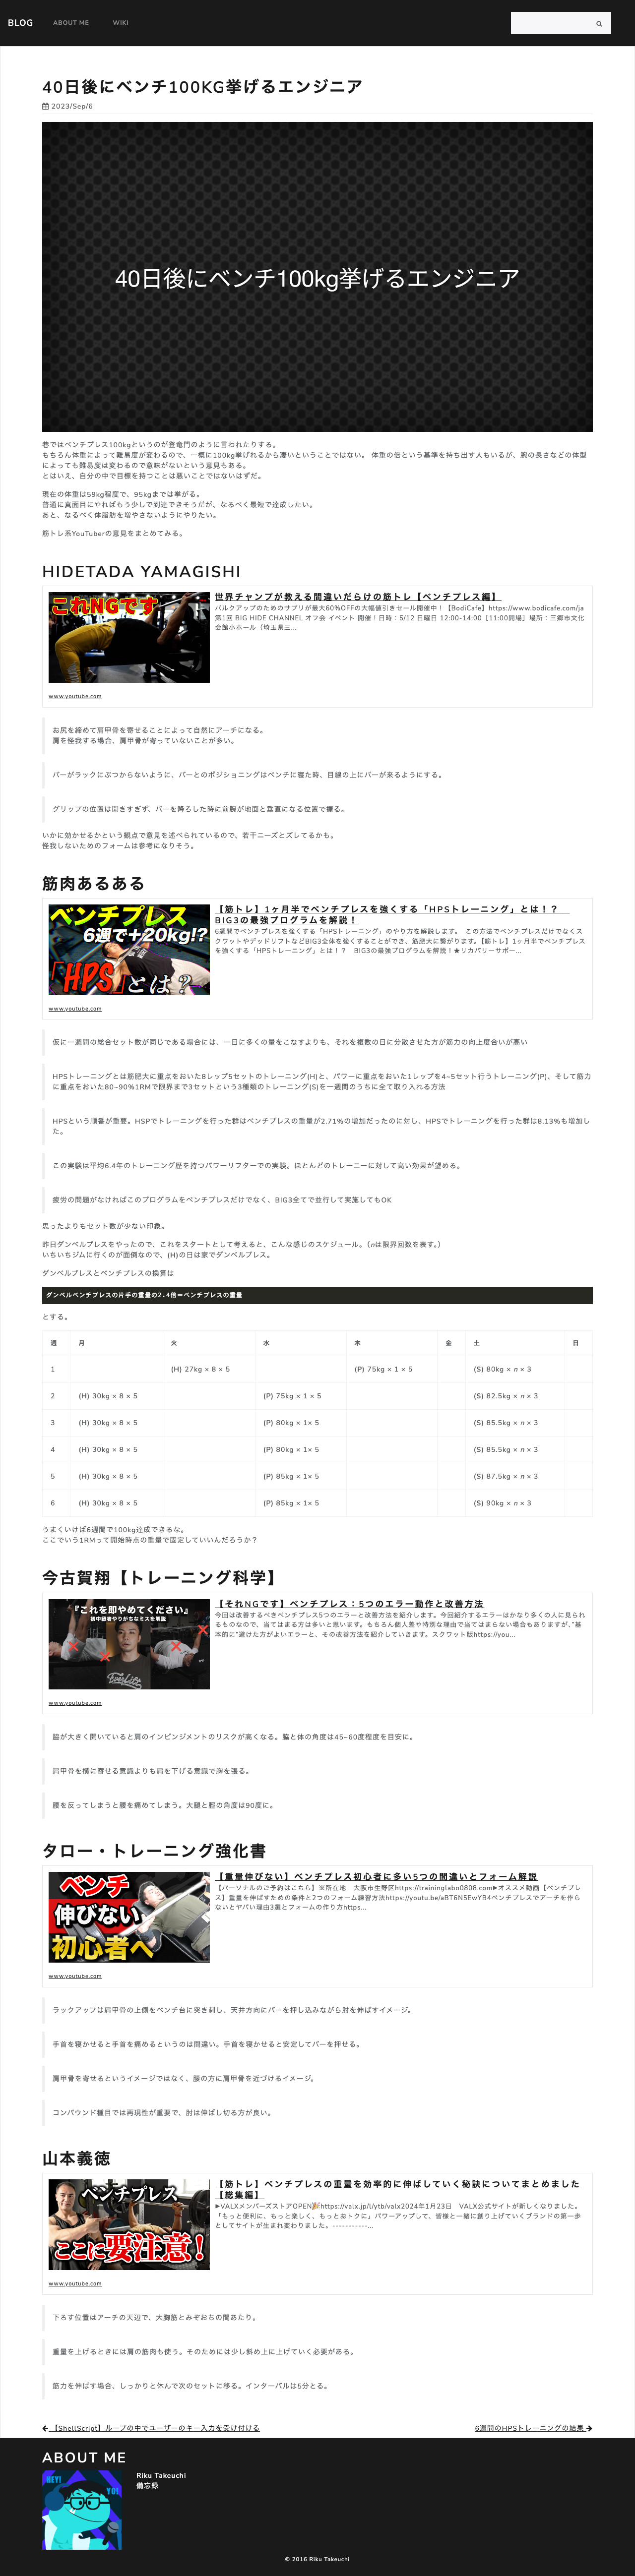 BLOG ABOUT ME WIKI
40日後にベンチ100KG挙げるエンジニア
2023/Sep/6
40日後にベンチ100kg挙げるエンジニア
巷ではベンチプレス100kgというのが登竜門のように言われたりする。
もちろん体重によって難易度が変わるので、一概に100kg挙げれるから凄いということではない。 体重の倍という基準を持ち出す人もいるが、腕の長さなどの体型
によっても難易度は変わるので意味がないという意見もある。
とはいえ、自分の中で目標を持つことは悪いことではないはずだ。
現在の体重は59kg程度で、95kgまでは挙がる。
普通に真面目にやればもう少しで到達できそうだが、なるべく最短で達成したい。
あと、なるべく体脂肪を増やさないようにやりたい。
筋トレ系YouTuberの意見をまとめてみる。
HIDETADA YAMAGISHI
これNGです
世界チャンプが教える間違いだらけの筋トレ【ベンチプレス編】
バルクアップのためのサプリが最大60%OFFの大幅値引きセール開催中！【BodiCafe】https://www.bodicafe.com/ja
第1回 BIG HIDE CHANNEL オフ会 イベント 開催！日時：5/12 日曜日 12:00-14:00［11:00開場］場所：三郷市文化
会館小ホール（埼玉県三...
www.youtube.com
お尻を締めて肩甲骨を寄せることによって自然にアーチになる。
肩を怪我する場合、肩甲骨が寄っていないことが多い。
バーがラックにぶつからないように、バーとのポジショニングはベンチに寝た時、目線の上にバーが来るようにする。
グリップの位置は開きすぎず、バーを降ろした時に前腕が地面と垂直になる位置で握る。
いかに効かせるかという観点で意見を述べられているので、若干ニーズとズレてるかも。
怪我しないためのフォームは参考になりそう。
筋肉あるある
ベンチプレス
6週で+20kg!?
「HPS」とは?
【筋トレ】1ヶ月半でベンチプレスを強くする「HPSトレーニング」とは！？
BIG3の最強プログラムを解説！
6週間でベンチプレスを強くする「HPSトレーニング」のやり方を解説します。 この方法でベンチプレスだけでなくス
クワットやデッドリフトなどBIG3全体を強くすることができ、筋肥大に繋がります。【筋トレ】1ヶ月半でベンチプレス
を強くする「HPSトレーニング」とは！？ BIG3の最強プログラムを解説！★リカバリーサポー...
www.youtube.com
仮に一週間の総合セット数が同じである場合には、一日に多くの量をこなすよりも、それを複数の日に分散させた方が筋力の向上度合いが高い
HPSトレーニングとは筋肥大に重点をおいた8レップ5セットのトレーニング(H)と、パワーに重点をおいた1レップを4~5セット行うトレーニング(P)、そして筋力
に重点をおいた80~90%1RMで限界まで3セットという3種類のトレーニング(S)を一週間のうちに全て取り入れる方法
HPSという順番が重要。HSPでトレーニングを行った群はベンチプレスの重量が2.71%の増加だったのに対し、HPSでトレーニングを行った群は8.13%も増加し
た。
この実験は平均6.4年のトレーニング歴を持つパワーリフターでの実験。ほとんどのトレーニーに対して高い効果が望める。
疲労の問題がなければこのプログラムをベンチプレスだけでなく、BIG3全てで並行して実施してもOK
思ったよりもセット数が少ない印象。
昨日ダンベルプレスをやったので、これをスタートとして考えると、こんな感じのスケジュール。（nは限界回数を表す。）
いちいちジムに行くのが面倒なので、(H)の日は家でダンベルプレス。
ダンベルプレスとベンチプレスの換算は
ダンベルベンチプレスの片手の重量の2.4倍＝ベンチプレスの重量
とする。
週 月 火 水 木 金 土 日
1 (H) 27kg × 8 × 5 (P) 75kg × 1 × 5 (S) 80kg × n × 3
2 (H) 30kg × 8 × 5 (P) 75kg × 1 × 5 (S) 82.5kg × n × 3
3 (H) 30kg × 8 × 5 (P) 80kg × 1× 5 (S) 85.5kg × n × 3
4 (H) 30kg × 8 × 5 (P) 80kg × 1× 5 (S) 85.5kg × n × 3
5 (H) 30kg × 8 × 5 (P) 85kg × 1× 5 (S) 87.5kg × n × 3
6 (H) 30kg × 8 × 5 (P) 85kg × 1× 5 (S) 90kg × n × 3
うまくいけば6週間で100kg達成できるな。
ここでいう1RMって開始時点の重量で固定していいんだろうか？
今古賀翔【トレーニング科学】
『これを即やめてください』
初中級者やりがちなミスを解説
【それNGです】ベンチプレス：5つのエラー動作と改善方法
今回は改善するべきベンチプレス5つのエラーと改善方法を紹介します。今回紹介するエラーはかなり多くの人に見られ
るものなので、当てはまる方は多いと思います。もちろん個人差や特別な理由で当てはまらない場合もありますが、"基
本的に"避けた方がよいエラーと、その改善方法を紹介していきます。スクワット版https://you...
www.youtube.com
脇が大きく開いていると肩のインピンジメントのリスクが高くなる。脇と体の角度は45~60度程度を目安に。
肩甲骨を横に寄せる意識よりも肩を下げる意識で胸を張る。
腰を反ってしまうと腰を痛めてしまう。大腿と脛の角度は90度に。
タロー・トレーニング強化書
ベンチ
伸びない
初心者へ
【重量伸びない】ベンチプレス初心者に多い5つの間違いとフォーム解説
【パーソナルのご予約はこちら】※所在地 大阪市生野区https://traininglabo0808.com▶オススメ動画【ベンチプレ
ス】重量を伸ばすための条件と2つのフォーム練習方法https://youtu.be/aBT6N5EwYB4ベンチプレスでアーチを作ら
ないとヤバい理由3選とフォームの作り方https...
www.youtube.com
ラックアップは肩甲骨の上側をベンチ台に突き刺し、天井方向にバーを押し込みながら肘を伸ばすイメージ。
手首を寝かせると手首を痛めるというのは間違い。手首を寝かせると安定してバーを押せる。
肩甲骨を寄せるというイメージではなく、腰の方に肩甲骨を近づけるイメージ。
コンパウンド種目では再現性が重要で、肘は伸ばし切る方が良い。
山本義徳
ベンチプレス
ここに要注意！
【筋トレ】ベンチプレスの重量を効率的に伸ばしていく秘訣についてまとめました
【総集編】
▶VALXメンバーズストアOPEN🎉https://valx.jp/l/ytb/valx2024年1月23日 VALX公式サイトが新しくなりました。
「もっと便利に、もっと楽しく、もっとおトクに」パワーアップして、皆様と一緒に創り上げていくブランドの第一歩
としてサイトが生まれ変わりました。-----------...
www.youtube.com
下ろす位置はアーチの天辺で、大胸筋とみぞおちの間あたり。
重量を上げるときには肩の筋肉も使う。そのためには少し斜め上に上げていく必要がある。
筋力を伸ばす場合、しっかりと休んで次のセットに移る。インターバルは5分とる。
【ShellScript】ループの中でユーザーのキー入力を受け付ける
6週間のHPSトレーニングの結果
ABOUT ME
HEY! YO!
Riku Takeuchi
備忘録
© 2016 Riku Takeuchi